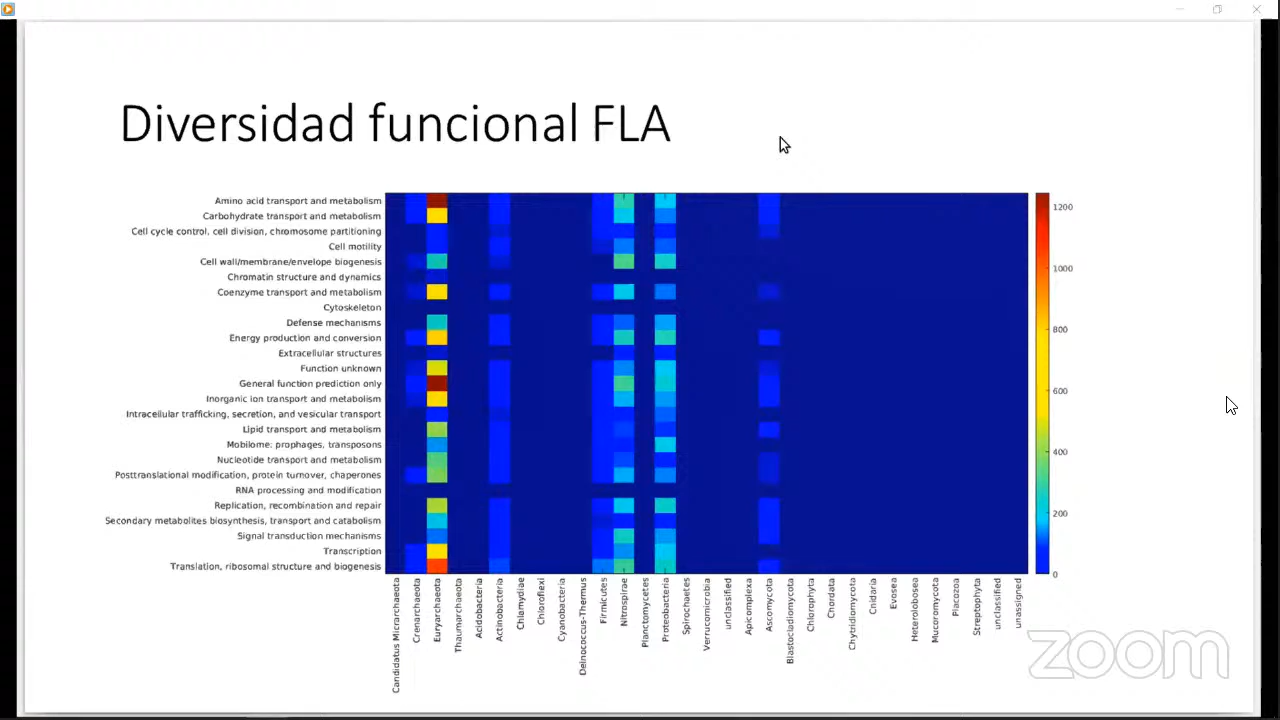 Diversidad funcional FLA
Amino acid transport and metabolism
Carbohydrate transport and metabolism
Cell cycle control, cell division, chromosome partitioning
Cell motility
Cell wall/membrane/envelope biogenesis
Chromatin structure and dynamics
Coenzyme transport and metabolism
Cytoskeleton
Defense mechanisms
Energy production and conversion
Extracellular structures
Function unknown
General function prediction only
Inorganic ion transport and metabolism
Intracellular trafficking, secretion, and vesicular transport
Lipid transport and metabolism
Mobilome: prophages, transposons
Nucleotide transport and metabolism
Posttranslational modification, protein turnover, chaperones
RNA processing and modification
Replication, recombination and repair
Secondary metabolites biosynthesis, transport and catabolism
Signal transduction mechanisms
Transcription
Translation, ribosomal structure and biogenesis
1200
1000
800
600
400
200
0
Candidatus Micrarchaeota
Crenarchaeota
Euryarchaeota
Thaumarchaeota
Acidobacteria
Actinobacteria
Chlamydiae
Chloroflexi
Cyanobacteria
Deinococcus-Thermus
Firmicutes
Nitrospirae
Planctomycetes
Proteobacteria
Spirochaetes
Verrucomicrobia
unclassified
Apicomplexa
Ascomycota
Blastocladiomycota
Chlorophyta
Chordata
Chytridiomycota
Cnidaria
Evosea
Heterolobosea
Mucoromycota
Placozoa
Streptophyta
unclassified
unassigned
zoom